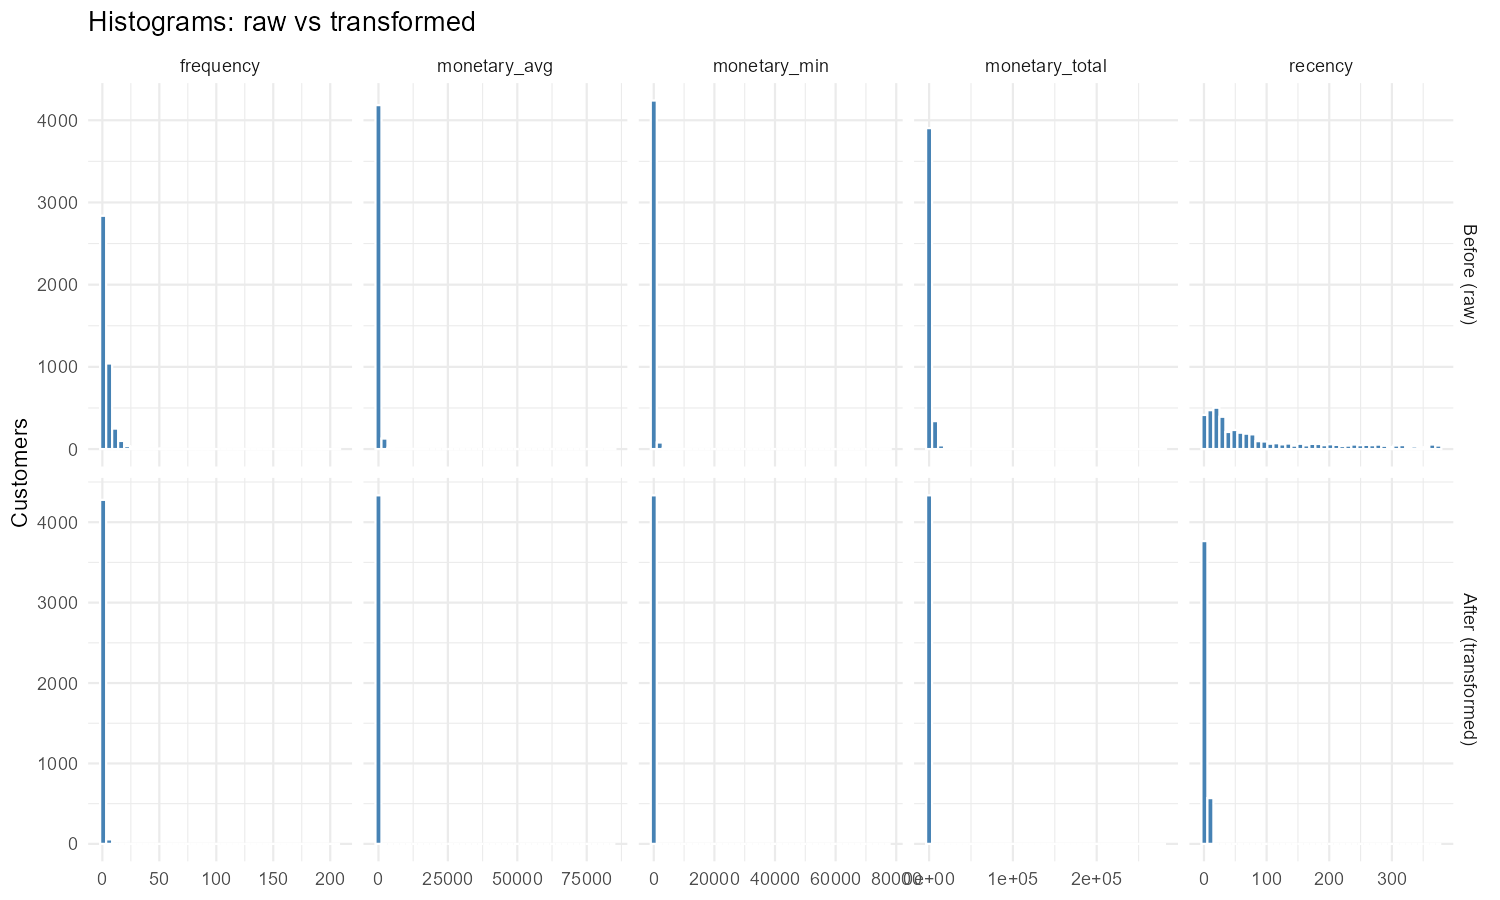 Histograms: raw vs transformed
frequency monetary_avg monetary_min monetary_total recency
4000
3000
2000
1000
0
Before (raw)
Customers
4000
3000
2000
1000
0
After (transformed)
0 50 100 150 200 0 25000 50000 75000 0 20000 40000 60000 80000 0e+00 1e+05 2e+05 0 100 200 300